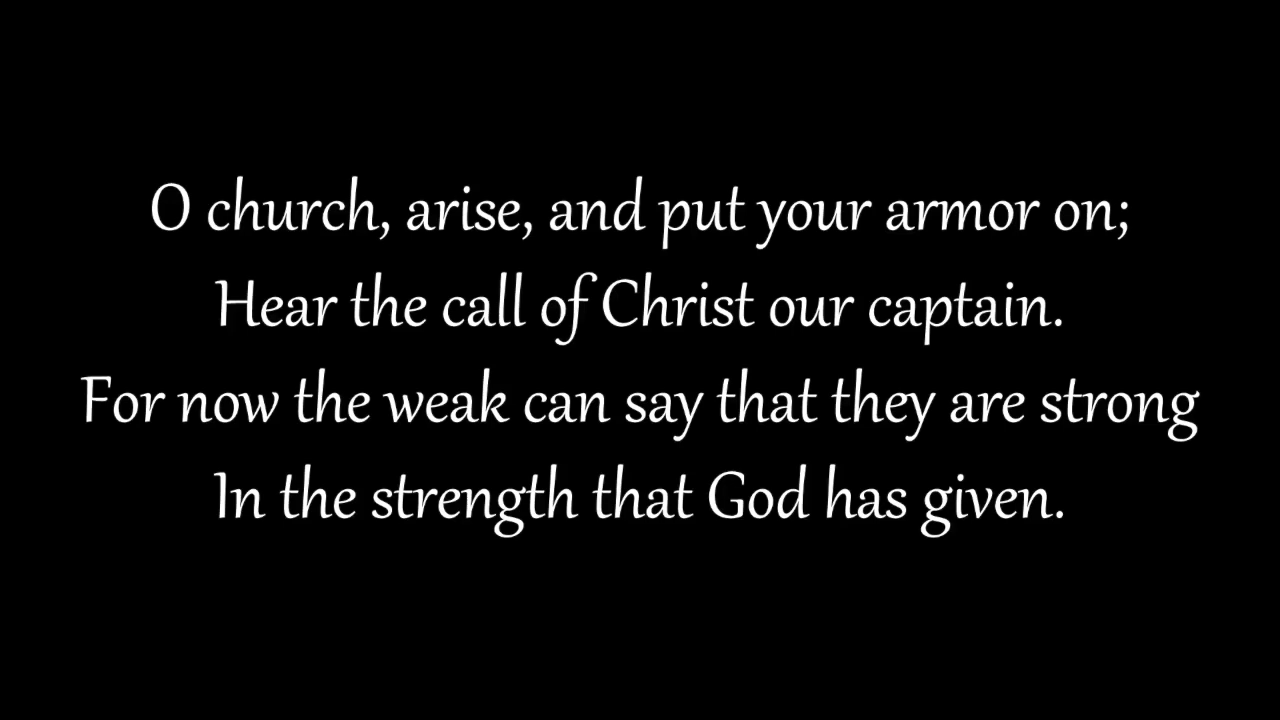 O church, arise, and put your armor on;
Hear the call of Christ our captain.
For now the weak can say that they are strong
In the strength that God has given.